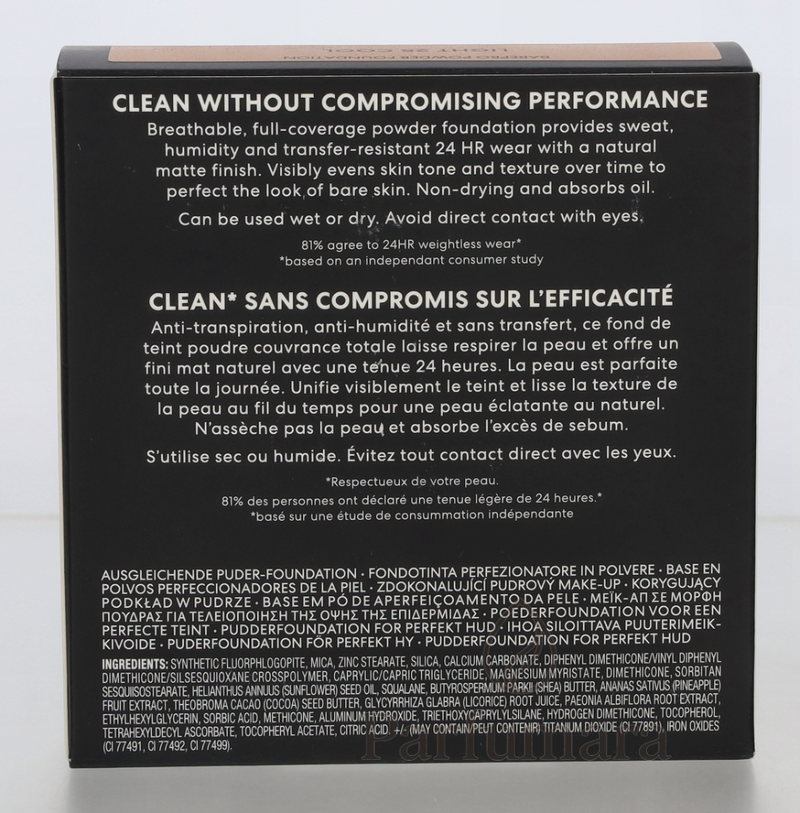 BAREPRO POWDER FOUNDATION
LIGHT 25 COOL
CLEAN WITHOUT COMPROMISING PERFORMANCE
Breathable, full-coverage powder foundation provides sweat,
humidity and transfer-resistant 24 HR wear with a natural
matte finish. Visibly evens skin tone and texture over time to
perfect the look of bare skin. Non-drying and absorbs oil.
Can be used wet or dry. Avoid direct contact with eyes.
81% agree to 24HR weightless wear*
*based on an independant consumer study
CLEAN* SANS COMPROMIS SUR L'EFFICACITÉ
Anti-transpiration, anti-humidité et sans transfert, ce fond de
teint poudre couvrance totale laisse respirer la peau et offre un
fini mat naturel avec une tenue 24 heures. La peau est parfaite
toute la journée. Unifie visiblement le teint et lisse la texture de
la peau au fil du temps pour une peau éclatante au naturel.
N'assèche pas la peau et absorbe l'excès de sebum.
S'utilise sec ou humide. Évitez tout contact direct avec les yeux.
*Respectueux de votre peau.
81% des personnes ont déclaré une tenue légère de 24 heures.*
*basé sur une étude de consummation indépendante
AUSGLEICHENDE PUDER-FOUNDATION • FONDOTINTA PERFEZIONATORE IN POLVERE • BASE EN
POLVOS PERFECCIONADORES DE LA PIEL • ZDOKONALUJÍCÍ PUDROVÝ MAKE-UP • KORYGUJĄCY
PODKŁAD W PUDRZE • BASE EM PÓ DE APERFEIÇOAMENTO DA PELE • ΜΕΪΚ-ΑΠ ΣΕ ΜΟΡΦΗ
ΠΟΥΔΡΑΣ ΓΙΑ ΤΕΛΕΙΟΠΟΙΗΣΗ ΤΗΣ ΟΨΗΣ ΤΗΣ ΕΠΙΔΕΡΜΙΔΑΣ • POEDERFOUNDATION VOOR EEN
PERFECTE TEINT • PUDDERFOUNDATION FOR PERFEKT HUD • IHOA SILOITTAVA PUUTERIMEIK-
KIVOIDE • PUDERFOUNDATION FÖR PERFEKT HY • PUDDERFOUNDATION FOR PERFEKT HUD
INGREDIENTS: SYNTHETIC FLUORPHLOGOPITE, MICA, ZINC STEARATE, SILICA, CALCIUM CARBONATE, DIPHENYL DIMETHICONE/VINYL DIPHENYL
DIMETHICONE/SILSESQUIOXANE CROSSPOLYMER, CAPRYLIC/CAPRIC TRIGLYCERIDE, MAGNESIUM MYRISTATE, DIMETHICONE, SORBITAN
SESQUIISOSTEARATE, HELIANTHUS ANNUUS (SUNFLOWER) SEED OIL, SQUALANE, BUTYROSPERMUM PARKII (SHEA) BUTTER, ANANAS SATIVUS (PINEAPPLE)
FRUIT EXTRACT, THEOBROMA CACAO (COCOA) SEED BUTTER, GLYCYRRHIZA GLABRA (LICORICE) ROOT JUICE, PAEONIA ALBIFLORA ROOT EXTRACT,
ETHYLHEXYLGLYCERIN, SORBIC ACID, METHICONE, ALUMINUM HYDROXIDE, TRIETHOXYCAPRYLYLSILANE, HYDROGEN DIMETHICONE, TOCOPHEROL,
TETRAHEXYLDECYL ASCORBATE, TOCOPHERYL ACETATE, CITRIC ACID. +/- (MAY CONTAIN/PEUT CONTENIR) TITANIUM DIOXIDE (CI 77891), IRON OXIDES
(CI 77491, CI 77492, CI 77499).
Parfumara